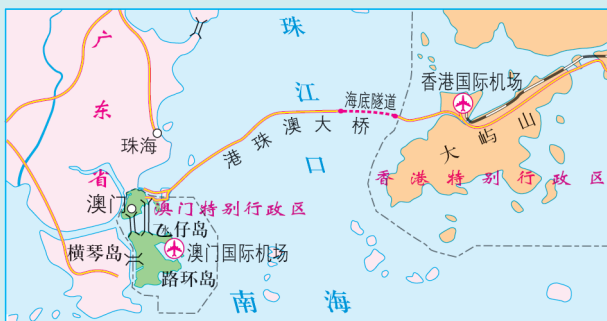 广东省
珠江口
香港国际机场
海底隧道
港珠澳大桥
大屿山
珠海
香港特别行政区
澳门
澳门特别行政区
氹仔岛
澳门国际机场
横琴岛
路环岛
南海